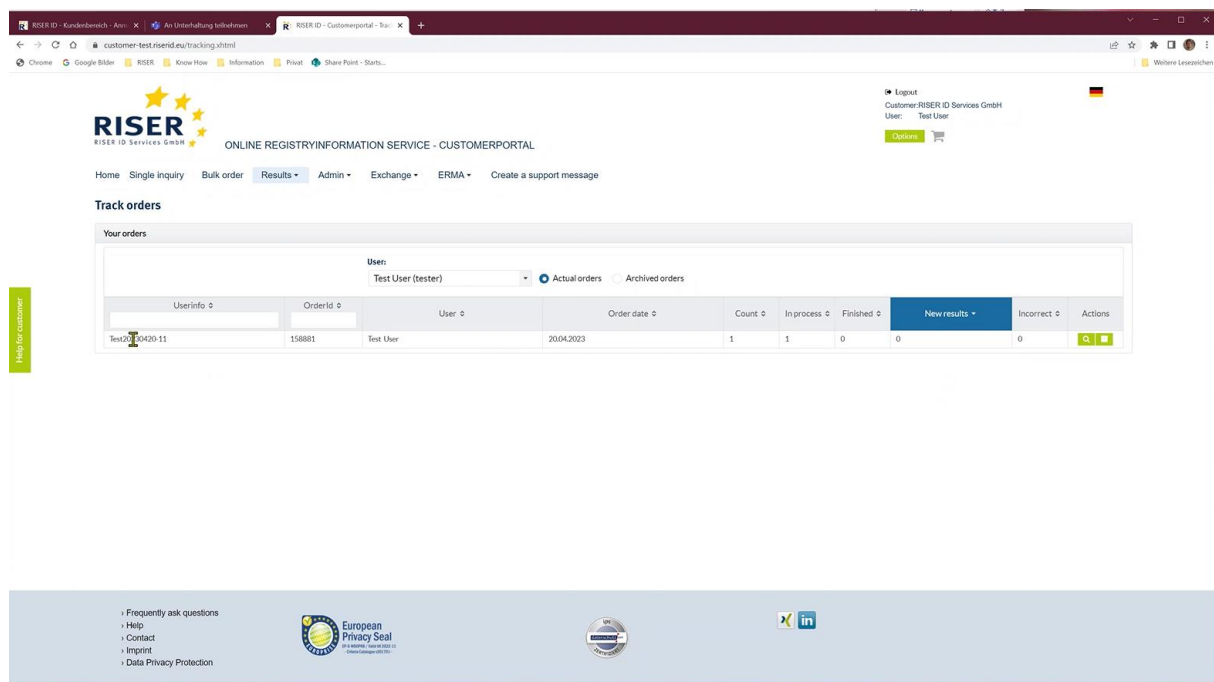 RISER ID - Kundenbereich - Anm
An Unterhaltung teilnehmen
RISER ID - Customerportal - Trac
customer-test.riserid.eu/tracking.xhtml
Chrome
Google Bilder
RISER
Know How
Information
Privat
Share Point - Starts...
Weitere Lesezeichen
RISER
RISER ID Services GmbH
ONLINE REGISTRYINFORMATION SERVICE - CUSTOMERPORTAL
Logout
Customer:RISER ID Services GmbH
User: Test User
Options
Home Single inquiry Bulk order Results Admin Exchange ERMA Create a support message
Track orders
Your orders
User:
Test User (tester) Actual orders Archived orders
Userinfo OrderId User Order date Count In process Finished New results Incorrect Actions
Test20230420-11 158881 Test User 20.04.2023 1 1 0 0 0
Help for customer
› Frequently ask questions
› Help
› Contact
› Imprint
› Data Privacy Protection
European
Privacy Seal
in